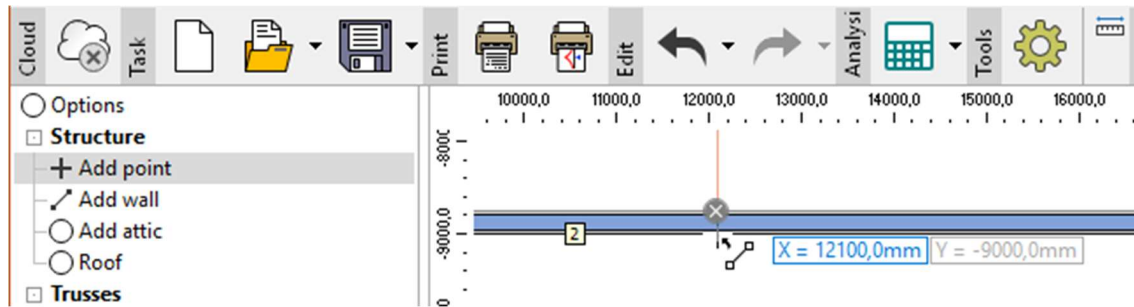 Cloud
Task
Print
Edit
Analysi
Tools
Options
Structure
Add point
Add wall
Add attic
Roof
Trusses
10000,0 11000,0 12000,0 13000,0 14000,0 15000,0 16000,0
-9000,0
2
X = 12100,0mm Y = -9000,0mm